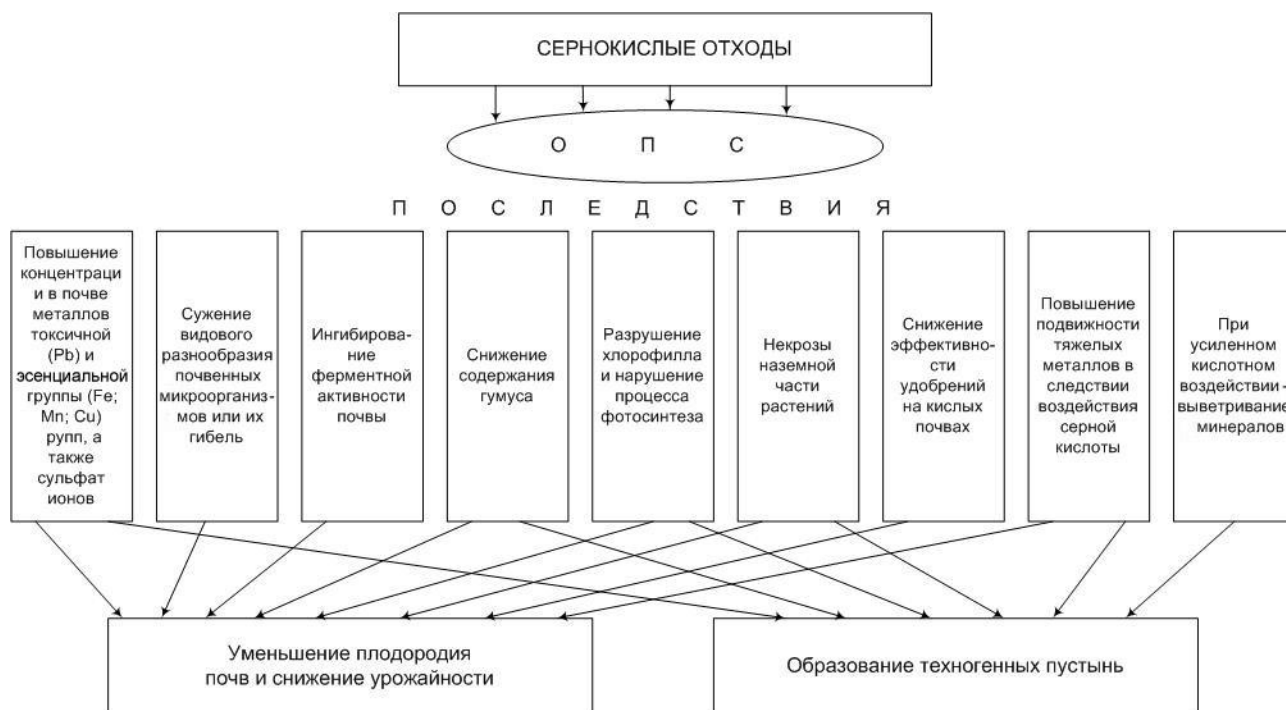 СЕРНОКИСЛЫЕ ОТХОДЫ
О П С
П О С Л Е Д С Т В И Я
Повышение
концентраци
и в почве
металлов
токсичной
(Pb) и
эсенциальной
группы (Fe;
Mn; Cu)
рупп, а
также
сульфат
ионов
Сужение
видового
разнообразия
почвенных
микроорганиз-
мов или их
гибель
Ингибирова-
ние
ферментной
активности
почвы
Снижение
содержания
гумуса
Разрушение
хлорофилла
и нарушение
процесса
фотосинтеза
Некрозы
наземной
части
растений
Снижение
эффективно-
сти
удобрений
на кислых
почвах
Повышение
подвижности
тяжелых
металлов в
следствии
воздействия
серной
кислоты
При
усиленном
кислотном
воздействии -
выветривание
минералов
Уменьшение плодородия
почв и снижение урожайности
Образование техногенных пустынь